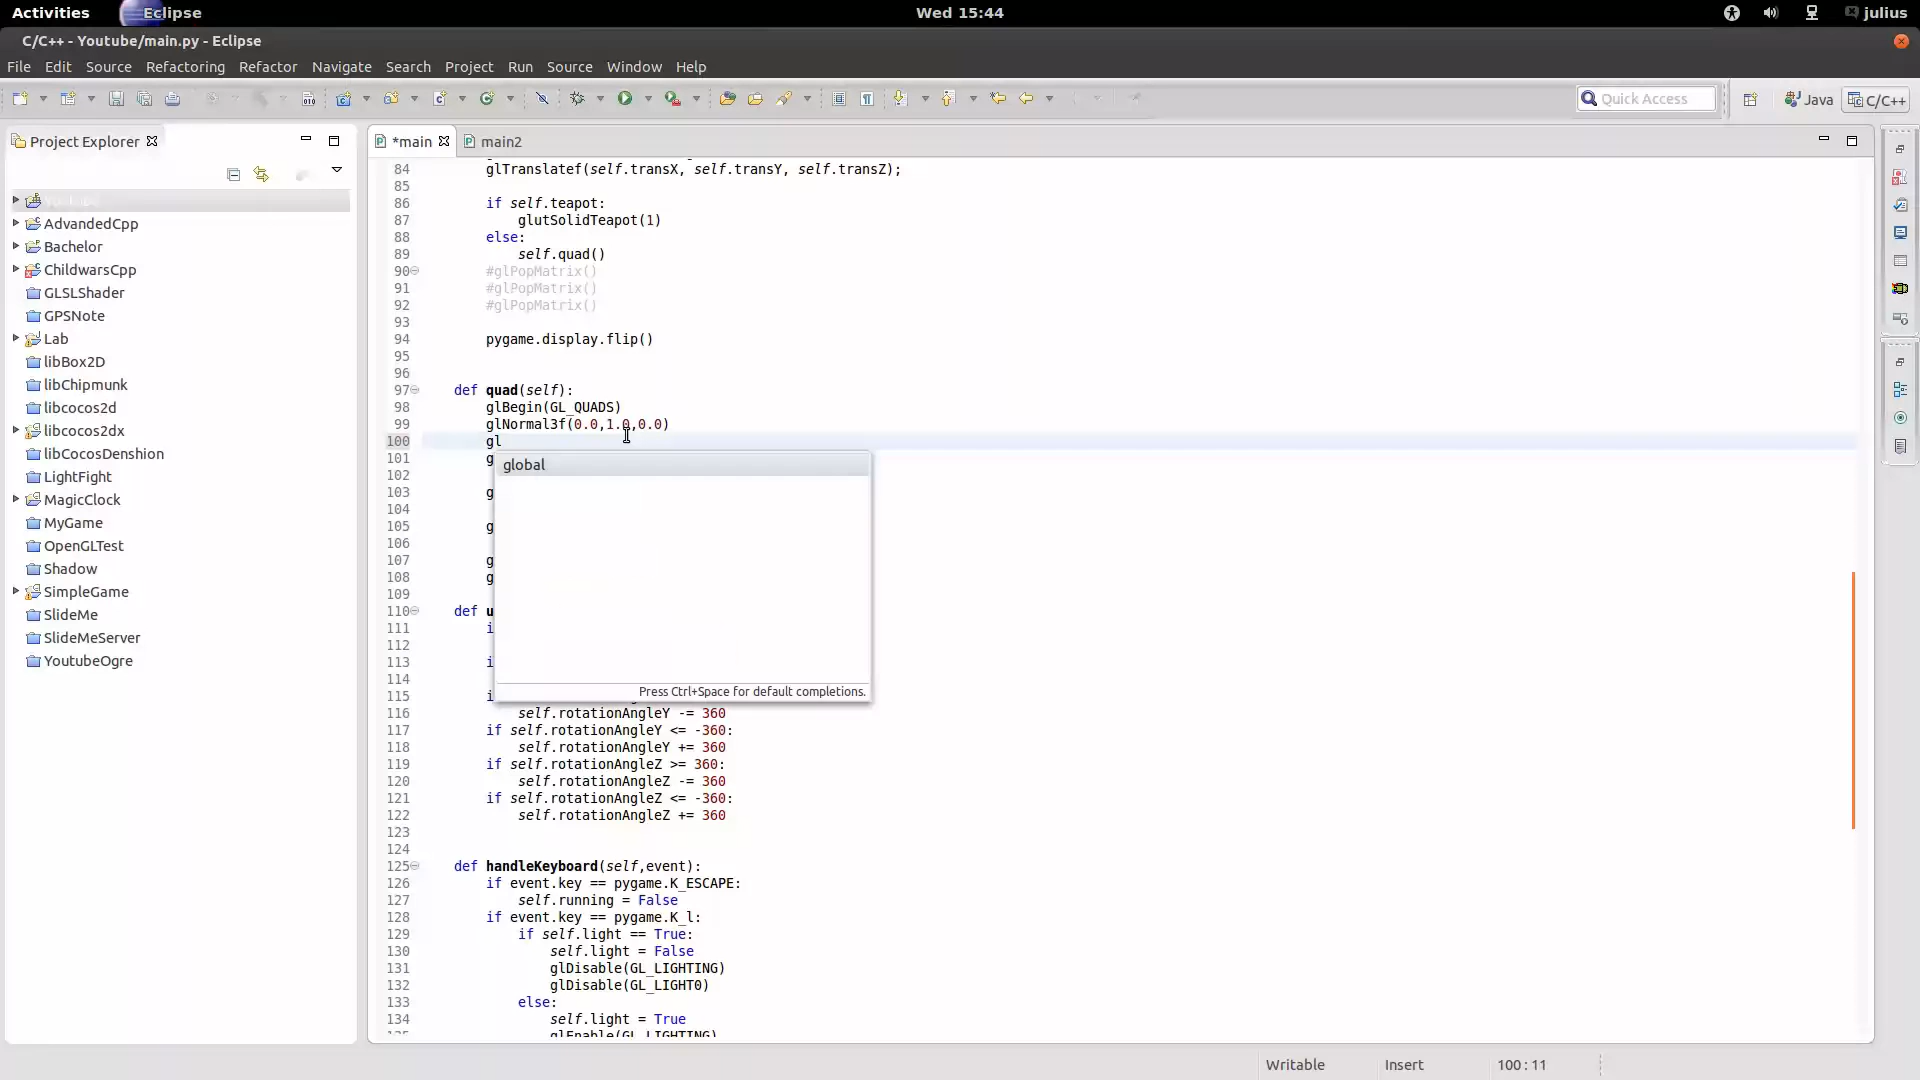 Activities Eclipse Wed 15:44 julius
C/C++ - Youtube/main.py - Eclipse
File Edit Source Refactoring Refactor Navigate Search Project Run Source Window Help
Quick Access Java C/C++
Project Explorer
AdvandedCpp
Bachelor
ChildwarsCpp
GLSLShader
GPSNote
Lab
libBox2D
libChipmunk
libcocos2d
libcocos2dx
libCocosDenshion
LightFight
MagicClock
MyGame
OpenGLTest
Shadow
SimpleGame
SlideMe
SlideMeServer
YoutubeOgre
*main main2
84 glTranslatef(self.transX, self.transY, self.transZ);
85
86 if self.teapot:
87 glutSolidTeapot(1)
88 else:
89 self.quad()
90 #glPopMatrix()
91 #glPopMatrix()
92 #glPopMatrix()
93
94 pygame.display.flip()
95
96
97 def quad(self):
98 glBegin(GL_QUADS)
99 glNormal3f(0.0,1.0,0.0)
100 gl
101 g
102
103 g
104
105 g
106
107 g
108 g
109
110 def u
111 i
112
113 i
114
115 i
116 self.rotationAngleY -= 360
117 if self.rotationAngleY <= -360:
118 self.rotationAngleY += 360
119 if self.rotationAngleZ >= 360:
120 self.rotationAngleZ -= 360
121 if self.rotationAngleZ <= -360:
122 self.rotationAngleZ += 360
123
124
125 def handleKeyboard(self,event):
126 if event.key == pygame.K_ESCAPE:
127 self.running = False
128 if event.key == pygame.K_l:
129 if self.light == True:
130 self.light = False
131 glDisable(GL_LIGHTING)
132 glDisable(GL_LIGHT0)
133 else:
134 self.light = True
glEnable(GL_LIGHTING)
global
Press Ctrl+Space for default completions.
Writable Insert 100 : 11